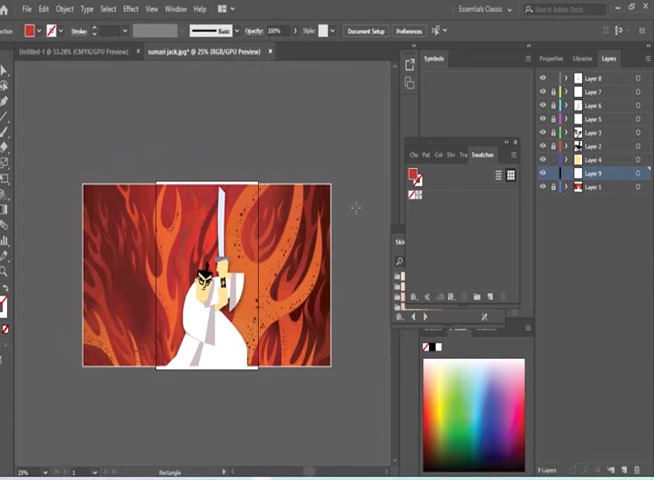 File Edit Object Type Select Effect View Window Help
Essentials Classic
Search Adobe Stock
Stroke:
Basic
Opacity: 100%
Style:
Document Setup
Preferences
Untitled-1 @ 53.28% (CMYK/GPU Preview) ×
sumari jack.jpg* @ 25% (RGB/GPU Preview) ×
Symbols
Properties Libraries Layers
Layer 8
Layer 7
Layer 6
Layer 5
Layer 3
Layer 2
Layer 4
Layer 9
Layer 1
Swatches
25%
1
Rectangle
9 Layers